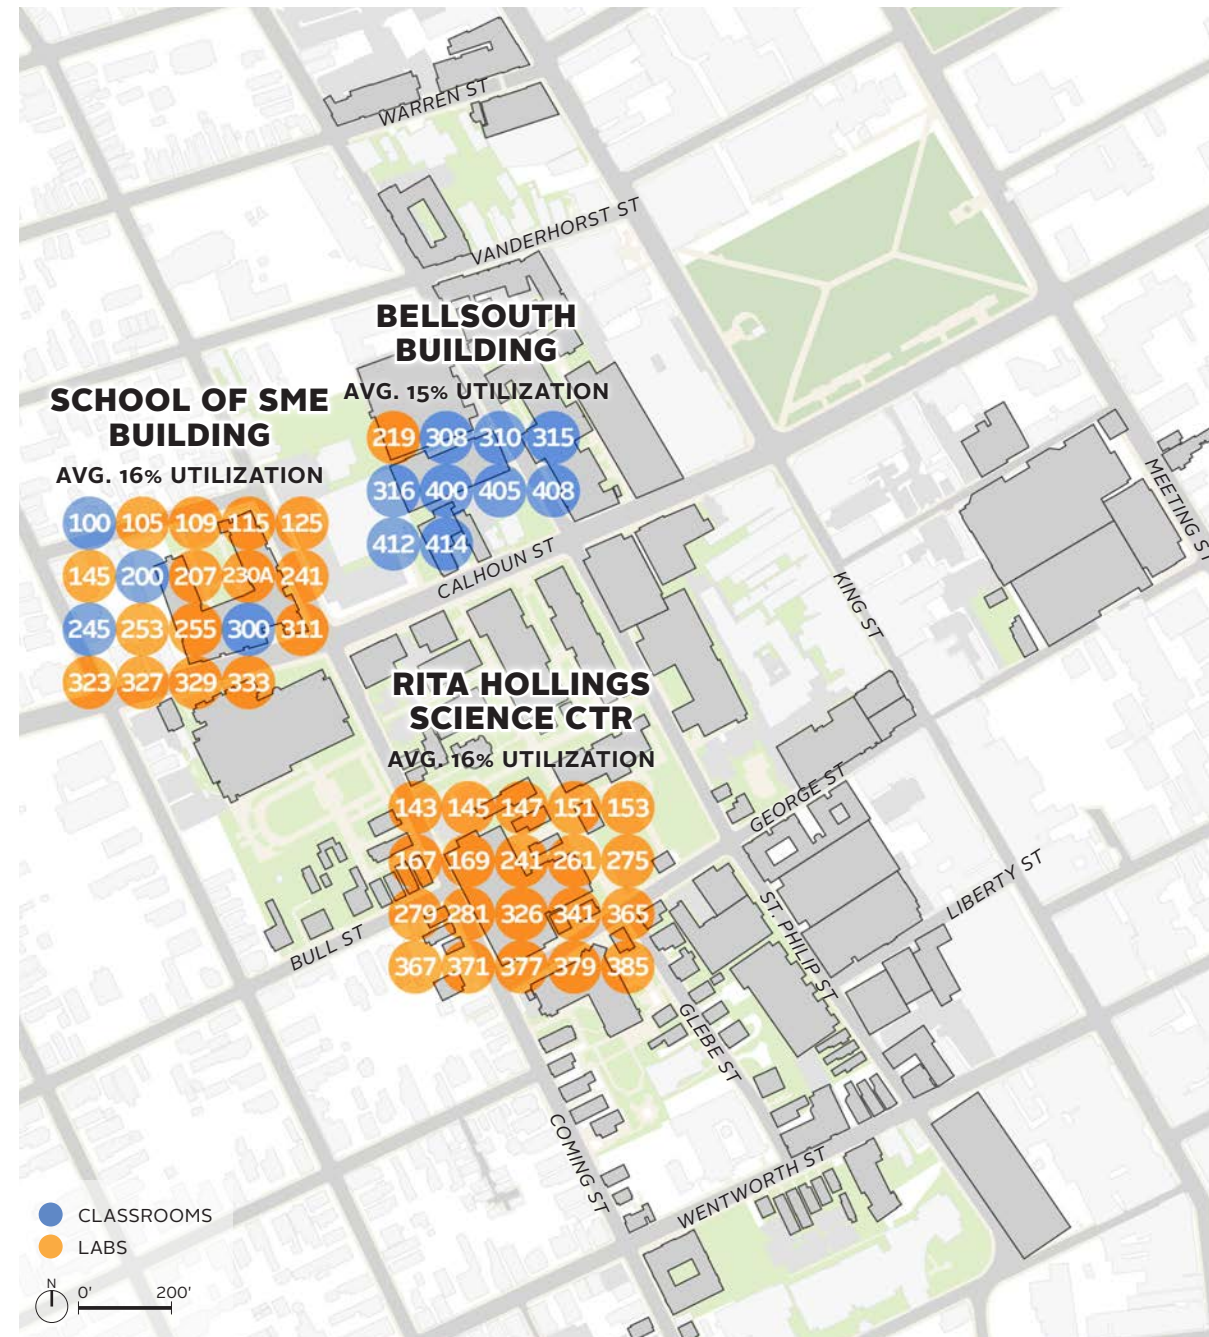 WARREN ST
VANDERHORST ST
BELLSOUTH
BUILDING
AVG. 15% UTILIZATION
219 308 310 315
316 400 405 408
412 414
SCHOOL OF SME
BUILDING
AVG. 16% UTILIZATION
100 105 109 115 125
145 200 207 230A 241
245 253 255 300 311
323 327 329 333
CALHOUN ST
MEETING ST
KING ST
RITA HOLLINGS
SCIENCE CTR
AVG. 16% UTILIZATION
143 145 147 151 153
167 169 241 261 275
279 281 326 341 365
367 371 377 379 385
GEORGE ST
LIBERTY ST
ST. PHILIP ST
BULL ST
GLEBE ST
COMING ST
WENTWORTH ST
CLASSROOMS
LABS
N
0' 200'